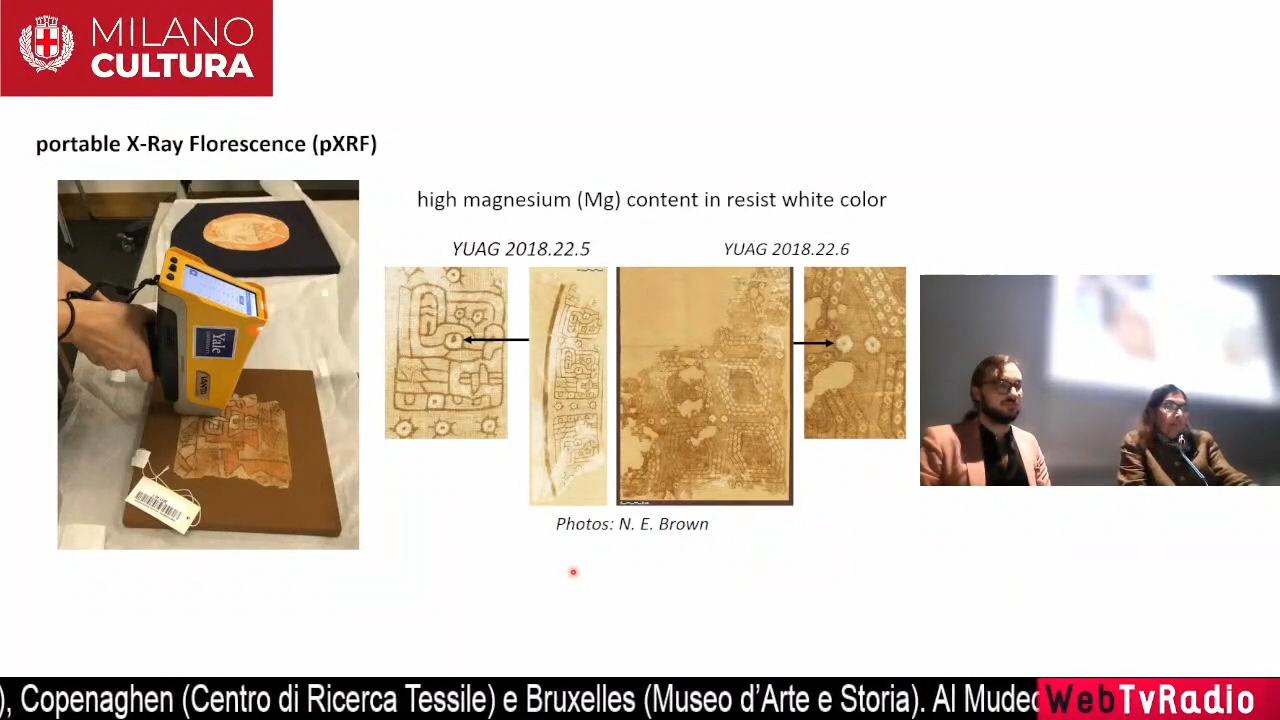 MILANO
CULTURA
portable X-Ray Florescence (pXRF)
high magnesium (Mg) content in resist white color
YUAG 2018.22.5
YUAG 2018.22.6
Yale
VANTA
Photos: N. E. Brown
), Copenaghen (Centro di Ricerca Tessile) e Bruxelles (Museo d’Arte e Storia). Al Mudec
WebTvRadio